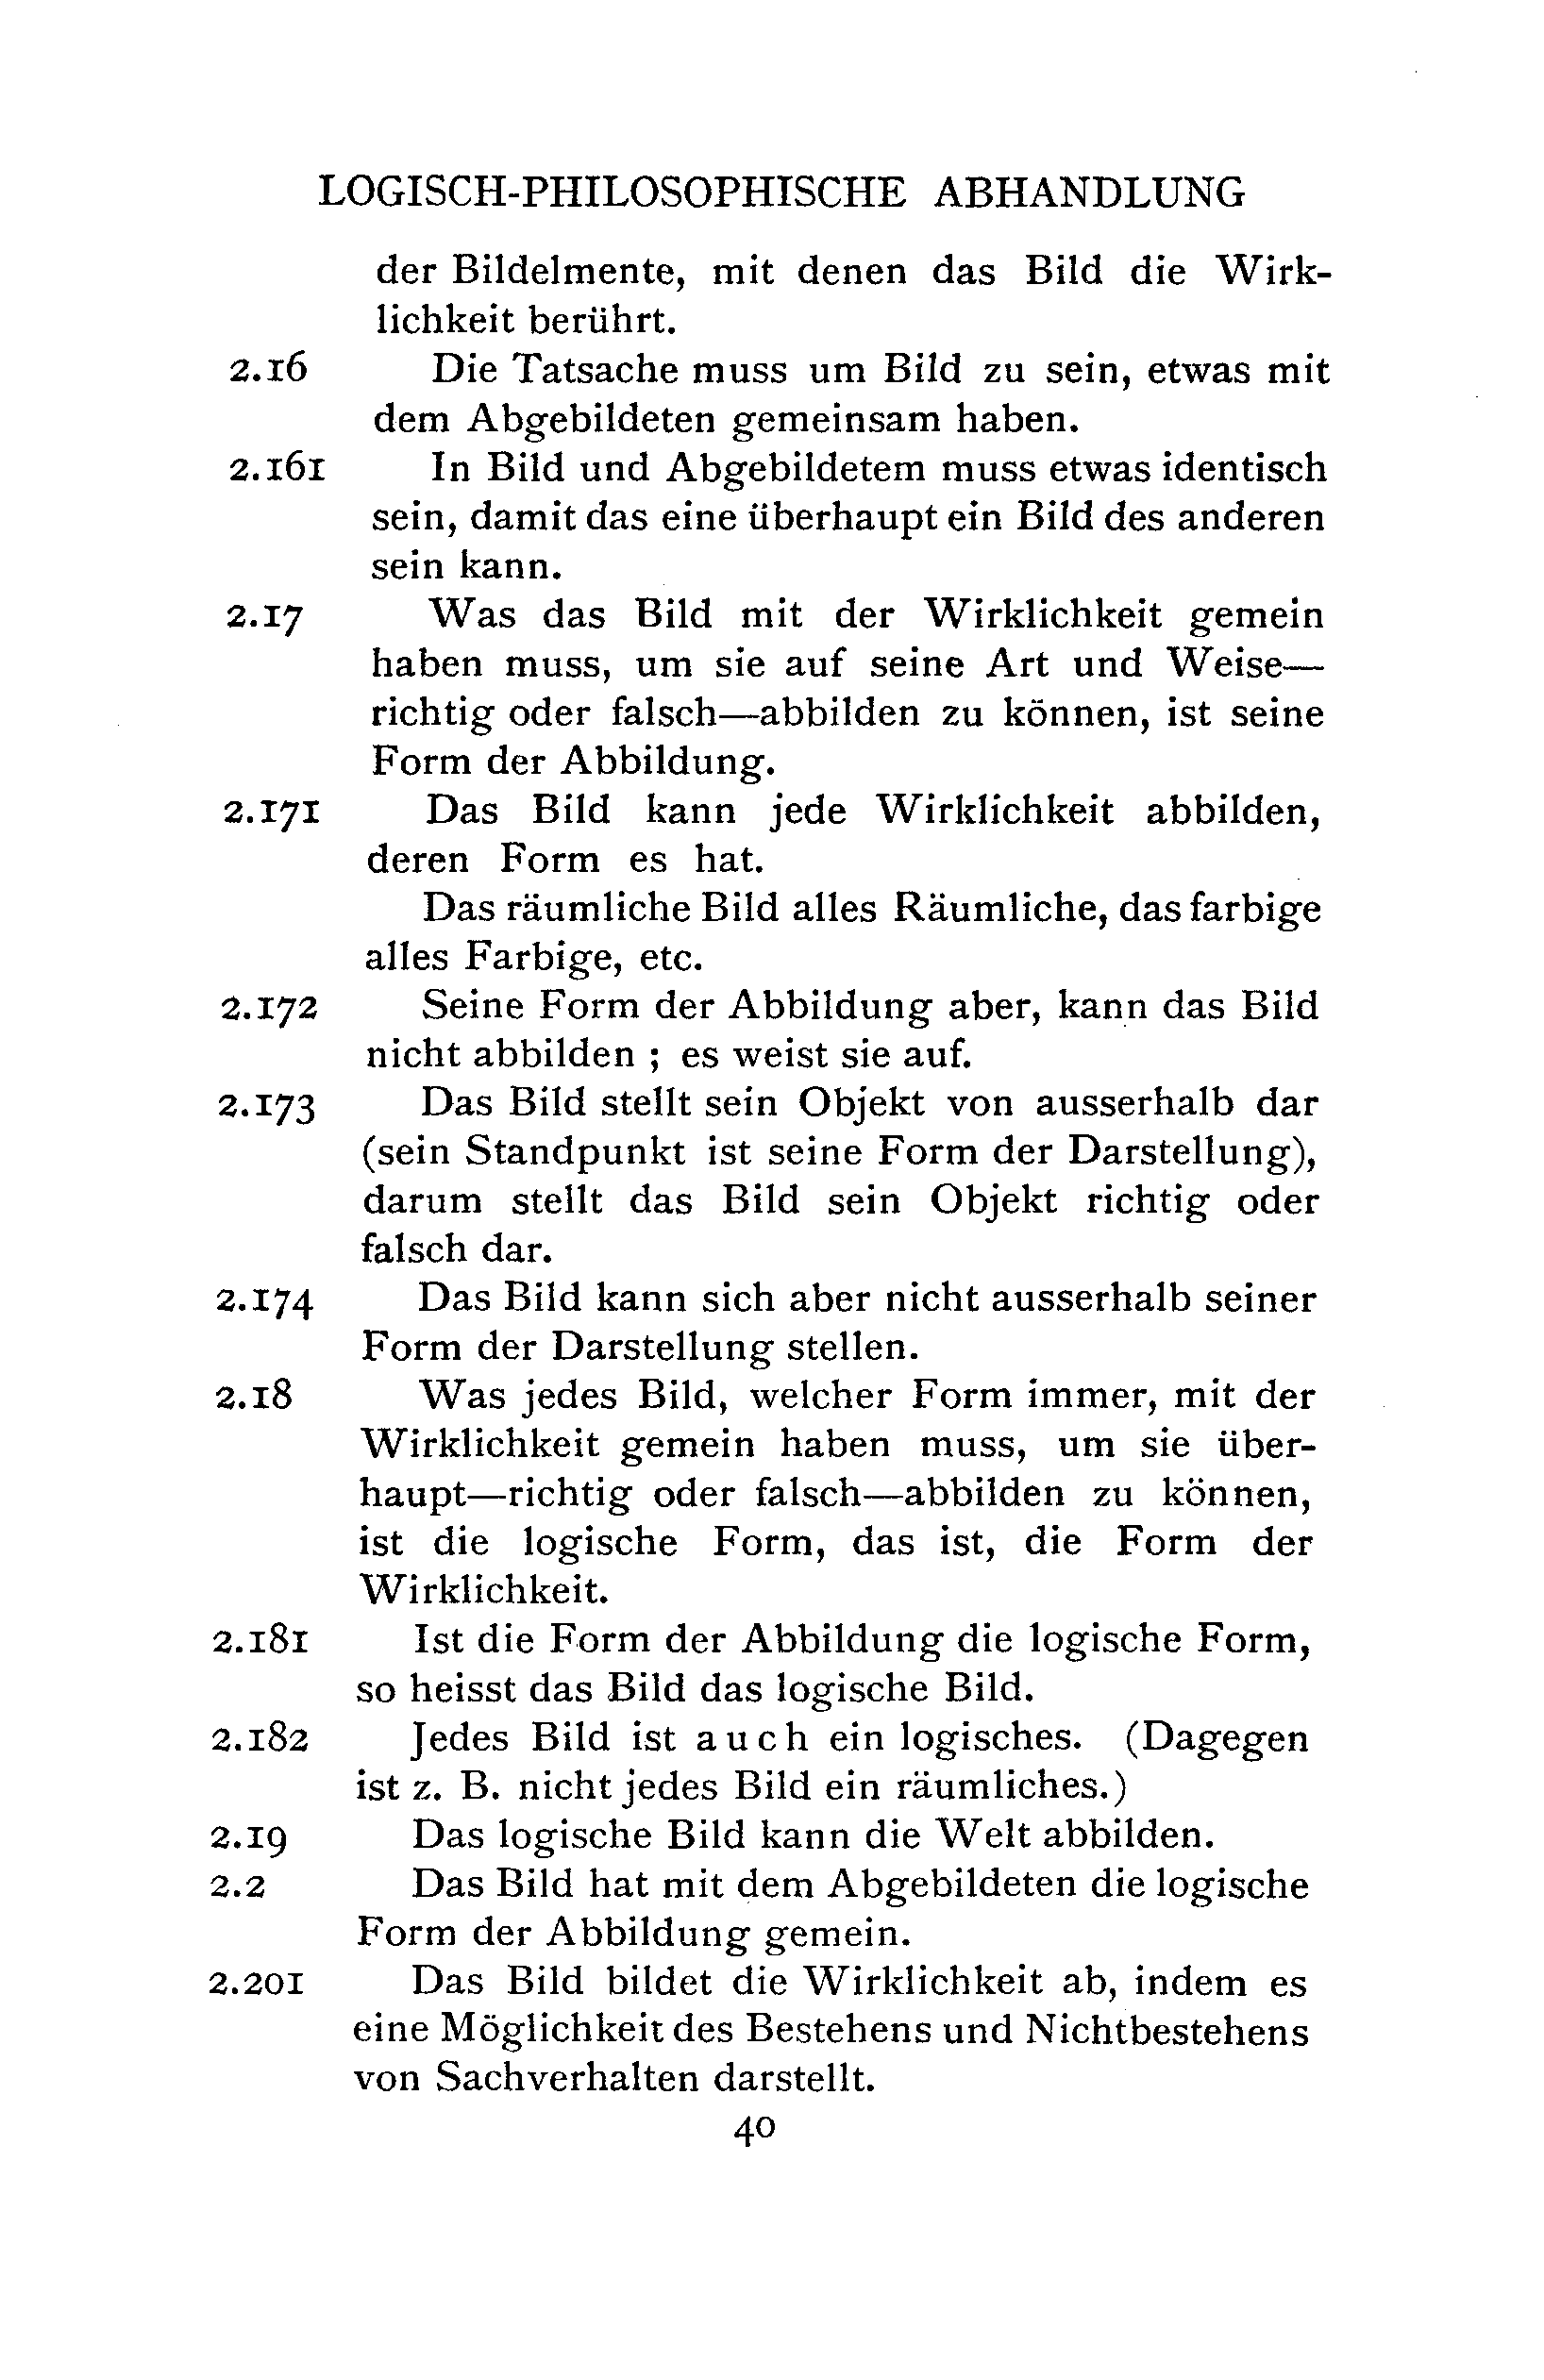 LOGISCH-PHILOSOPHISCHE ABHANDLUNG
der Bildelmente, mit denen das Bild die Wirk-
lichkeit berührt.
2.16 Die Tatsache muss um Bild zu sein, etwas mit
dem Abgebildeten gemeinsam haben.
2.161 In Bild und Abgebildetem muss etwas identisch
sein, damit das eine überhaupt ein Bild des anderen
sein kann.
2.17 Was das Bild mit der Wirklichkeit gemein
haben muss, um sie auf seine Art und Weise—
richtig oder falsch—abbilden zu können, ist seine
Form der Abbildung.
2.171 Das Bild kann jede Wirklichkeit abbilden,
deren Form es hat.
Das räumliche Bild alles Räumliche, das farbige
alles Farbige, etc.
2.172 Seine Form der Abbildung aber, kann das Bild
nicht abbilden ; es weist sie auf.
2.173 Das Bild stellt sein Objekt von ausserhalb dar
(sein Standpunkt ist seine Form der Darstellung),
darum stellt das Bild sein Objekt richtig oder
falsch dar.
2.174 Das Bild kann sich aber nicht ausserhalb seiner
Form der Darstellung stellen.
2.18 Was jedes Bild, welcher Form immer, mit der
Wirklichkeit gemein haben muss, um sie über-
haupt—richtig oder falsch—abbilden zu können,
ist die logische Form, das ist, die Form der
Wirklichkeit.
2.181 Ist die Form der Abbildung die logische Form,
so heisst das Bild das logische Bild.
2.182 Jedes Bild ist auch ein logisches. (Dagegen
ist z. B. nicht jedes Bild ein räumliches.)
2.19 Das logische Bild kann die Welt abbilden.
2.2 Das Bild hat mit dem Abgebildeten die logische
Form der Abbildung gemein.
2.201 Das Bild bildet die Wirklichkeit ab, indem es
eine Möglichkeit des Bestehens und Nichtbestehens
von Sachverhalten darstellt.
40